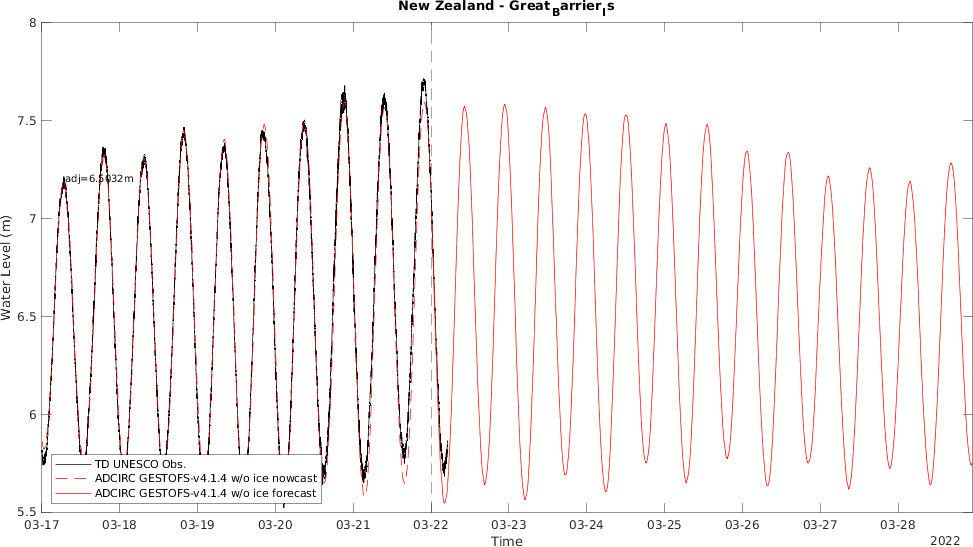 New Zealand - Great_Barrier_Is
8
7.5
7
6.5
6
5.5
Water Level (m)
adj=6.5032m
TD UNESCO Obs.
ADCIRC GESTOFS-v4.1.4 w/o ice nowcast
ADCIRC GESTOFS-v4.1.4 w/o ice forecast
03-17 03-18 03-19 03-20 03-21 03-22 03-23 03-24 03-25 03-26 03-27 03-28
Time
2022